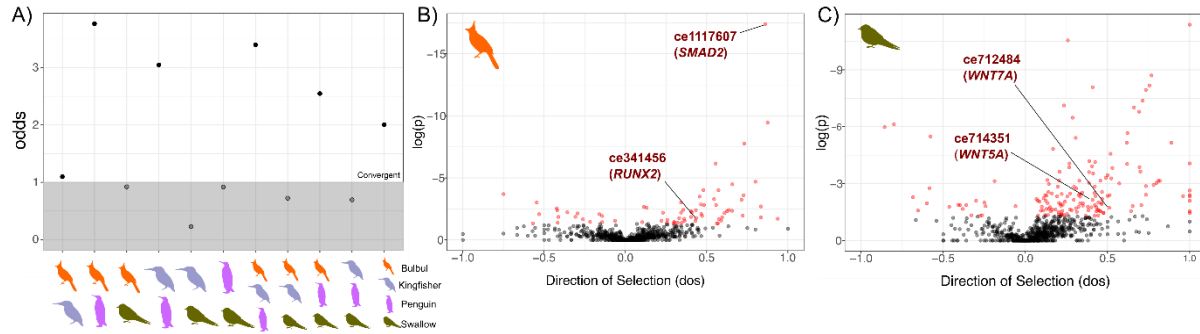 A)
odds
3
2
1
0
Convergent
Bulbul
Kingfisher
Penguin
Swallow
B)
log(p)
-15
-10
-5
0
ce1117607
(SMAD2)
ce341456
(RUNX2)
-1.0
-0.5
0.0
0.5
1.0
Direction of Selection (dos)
C)
log(p)
-9
-6
-3
0
ce712484
(WNT7A)
ce714351
(WNT5A)
-1.0
-0.5
0.0
0.5
1.0
Direction of Selection (dos)